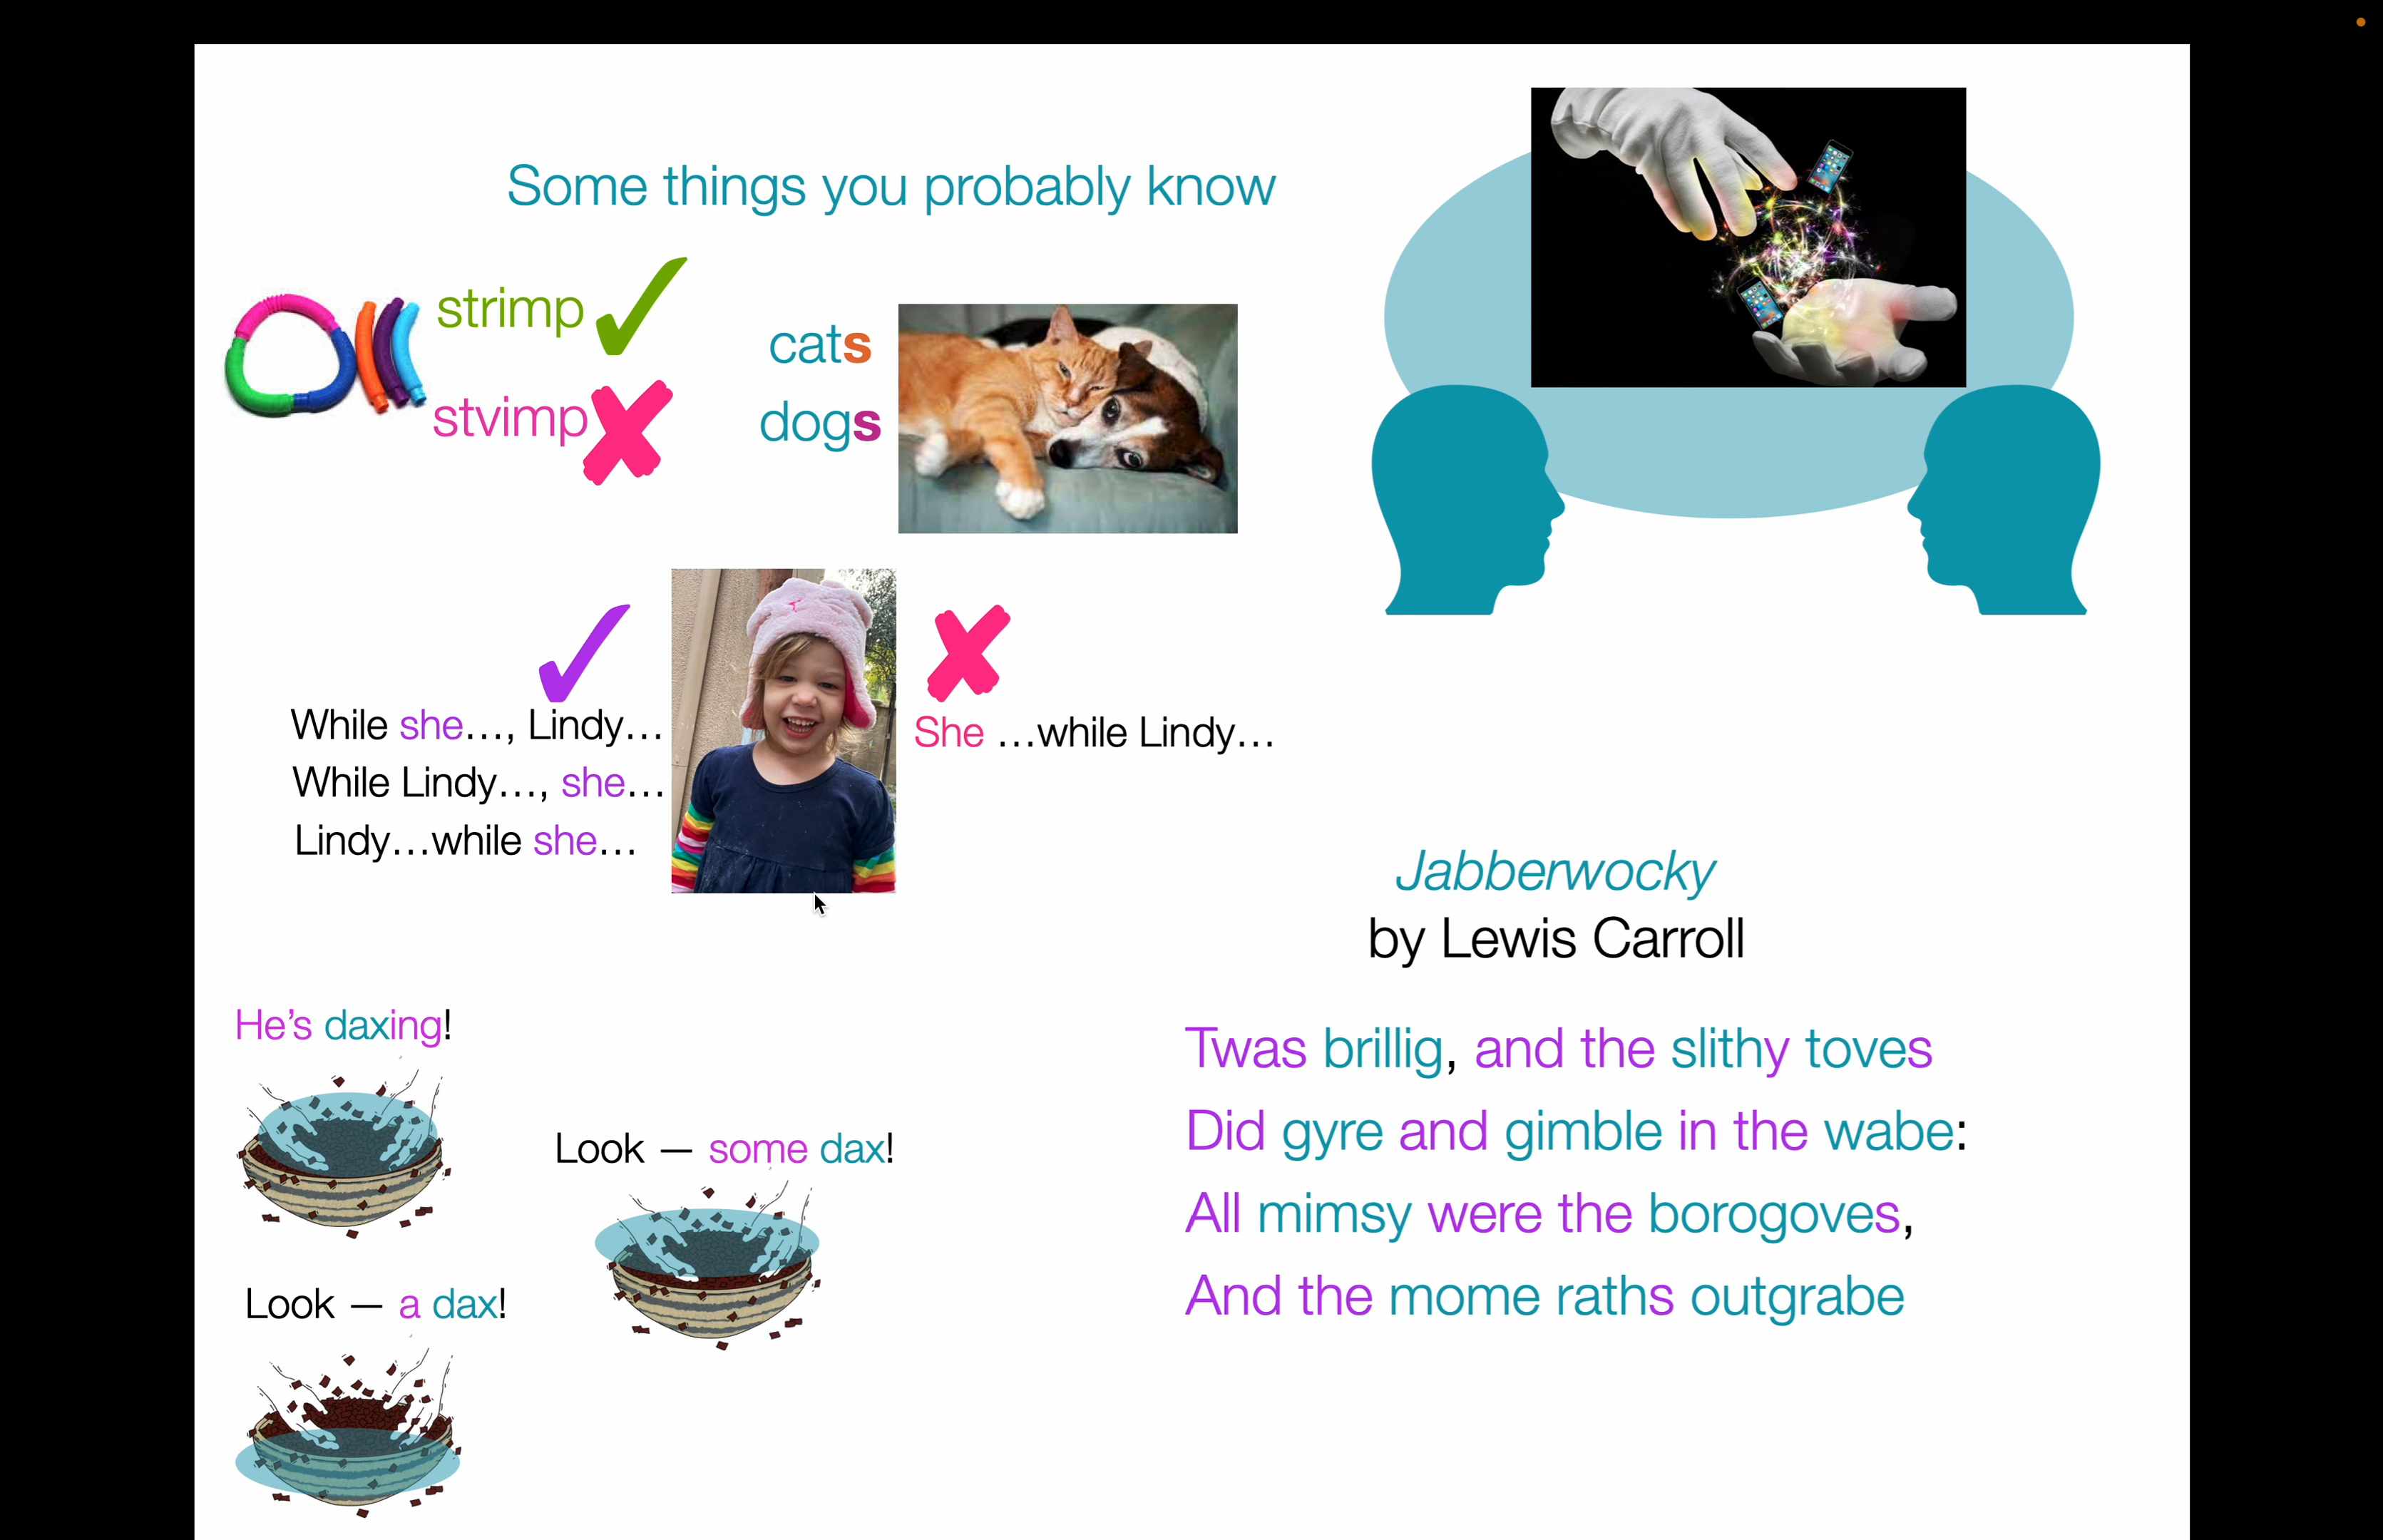 Some things you probably know
strimp
stvimp
cats
dogs
While she…, Lindy…
While Lindy…, she…
Lindy…while she…
She …while Lindy…
He's daxing!
Look — some dax!
Look — a dax!
Jabberwocky
by Lewis Carroll
Twas brillig, and the slithy toves
Did gyre and gimble in the wabe:
All mimsy were the borogoves,
And the mome raths outgrabe